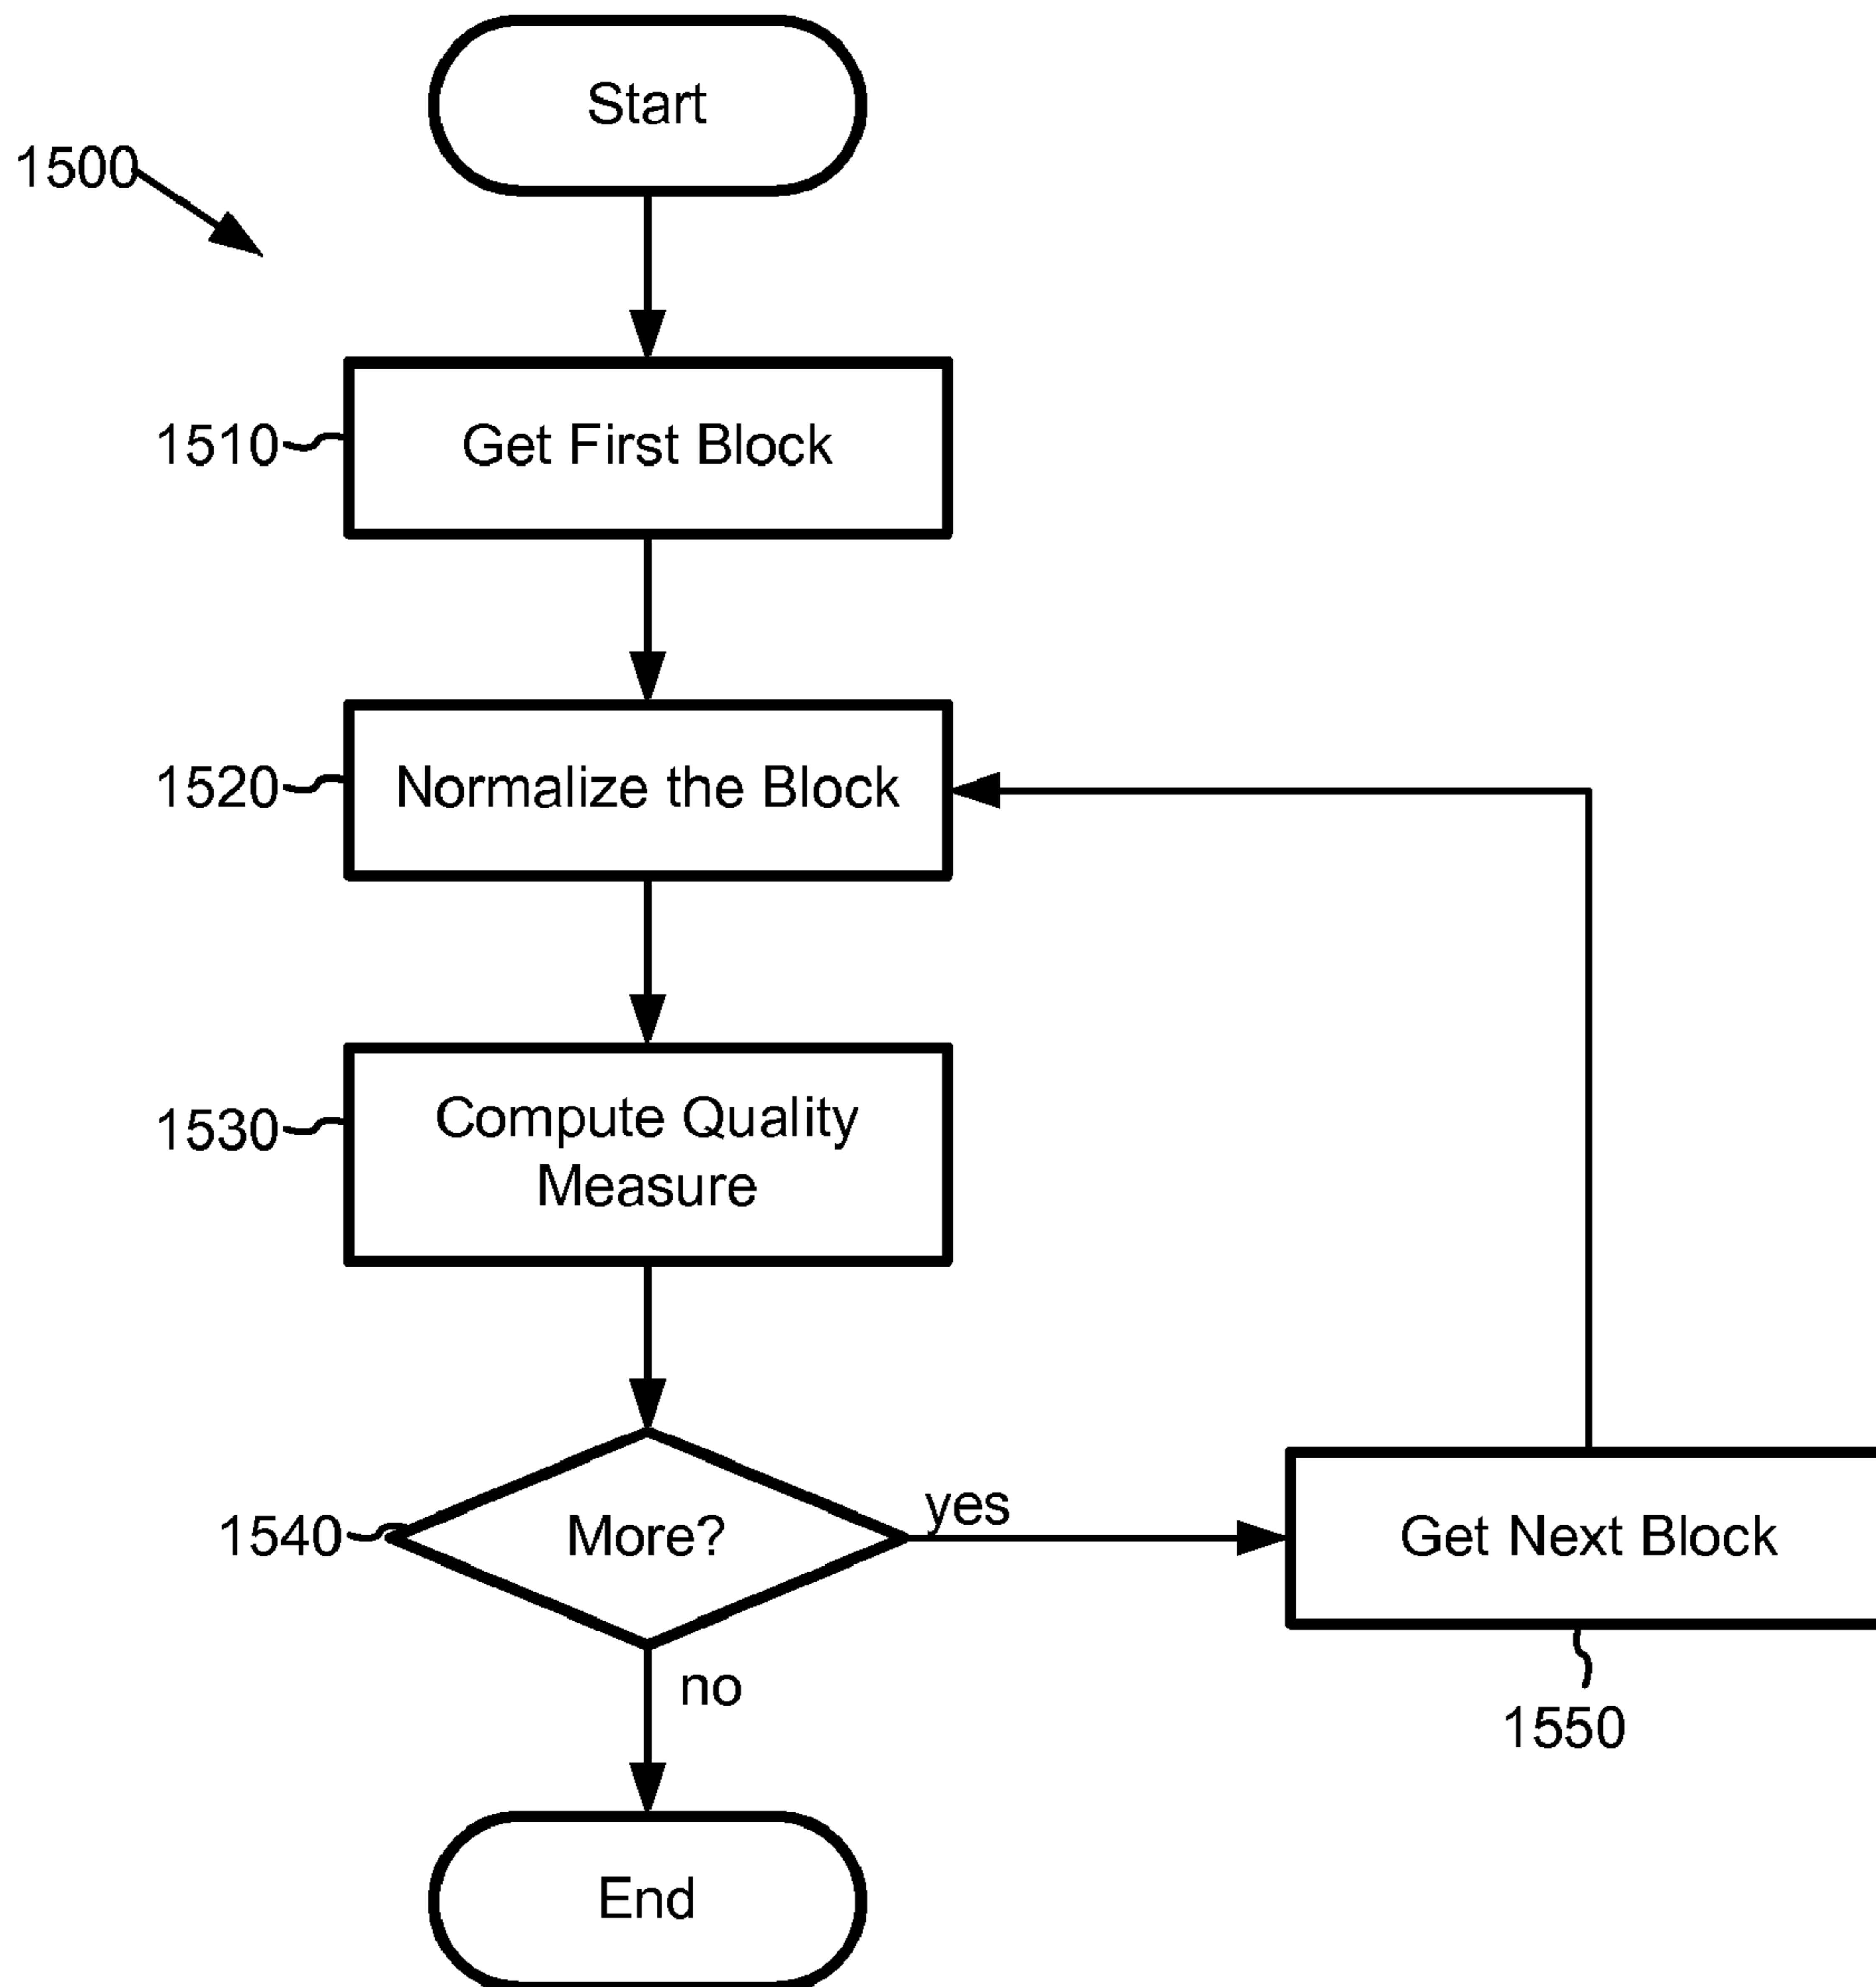 Start
1500
1510
Get First Block
1520
Normalize the Block
1530
Compute Quality
Measure
1540
More?
yes
Get Next Block
no
1550
End